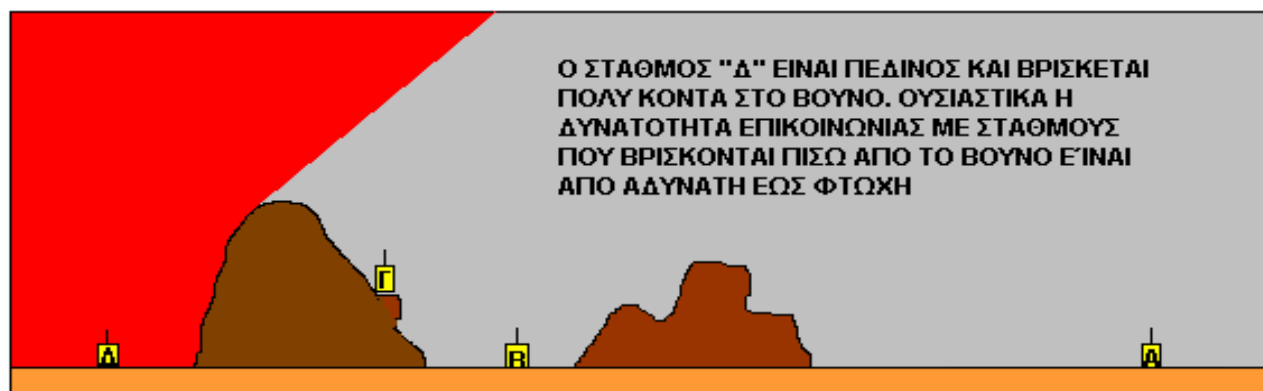 Ο ΣΤΑΘΜΟΣ "Δ" ΕΙΝΑΙ ΠΕΔΙΝΟΣ ΚΑΙ ΒΡΙΣΚΕΤΑΙ
ΠΟΛΥ ΚΟΝΤΑ ΣΤΟ ΒΟΥΝΟ. ΟΥΣΙΑΣΤΙΚΑ Η
ΔΥΝΑΤΟΤΗΤΑ ΕΠΙΚΟΙΝΩΝΙΑΣ ΜΕ ΣΤΑΘΜΟΥΣ
ΠΟΥ ΒΡΙΣΚΟΝΤΑΙ ΠΙΣΩ ΑΠΟ ΤΟ ΒΟΥΝΟ ΕΊΝΑΙ
ΑΠΟ ΑΔΥΝΑΤΗ ΕΩΣ ΦΤΩΧΗ
Γ
Δ
Β
Α